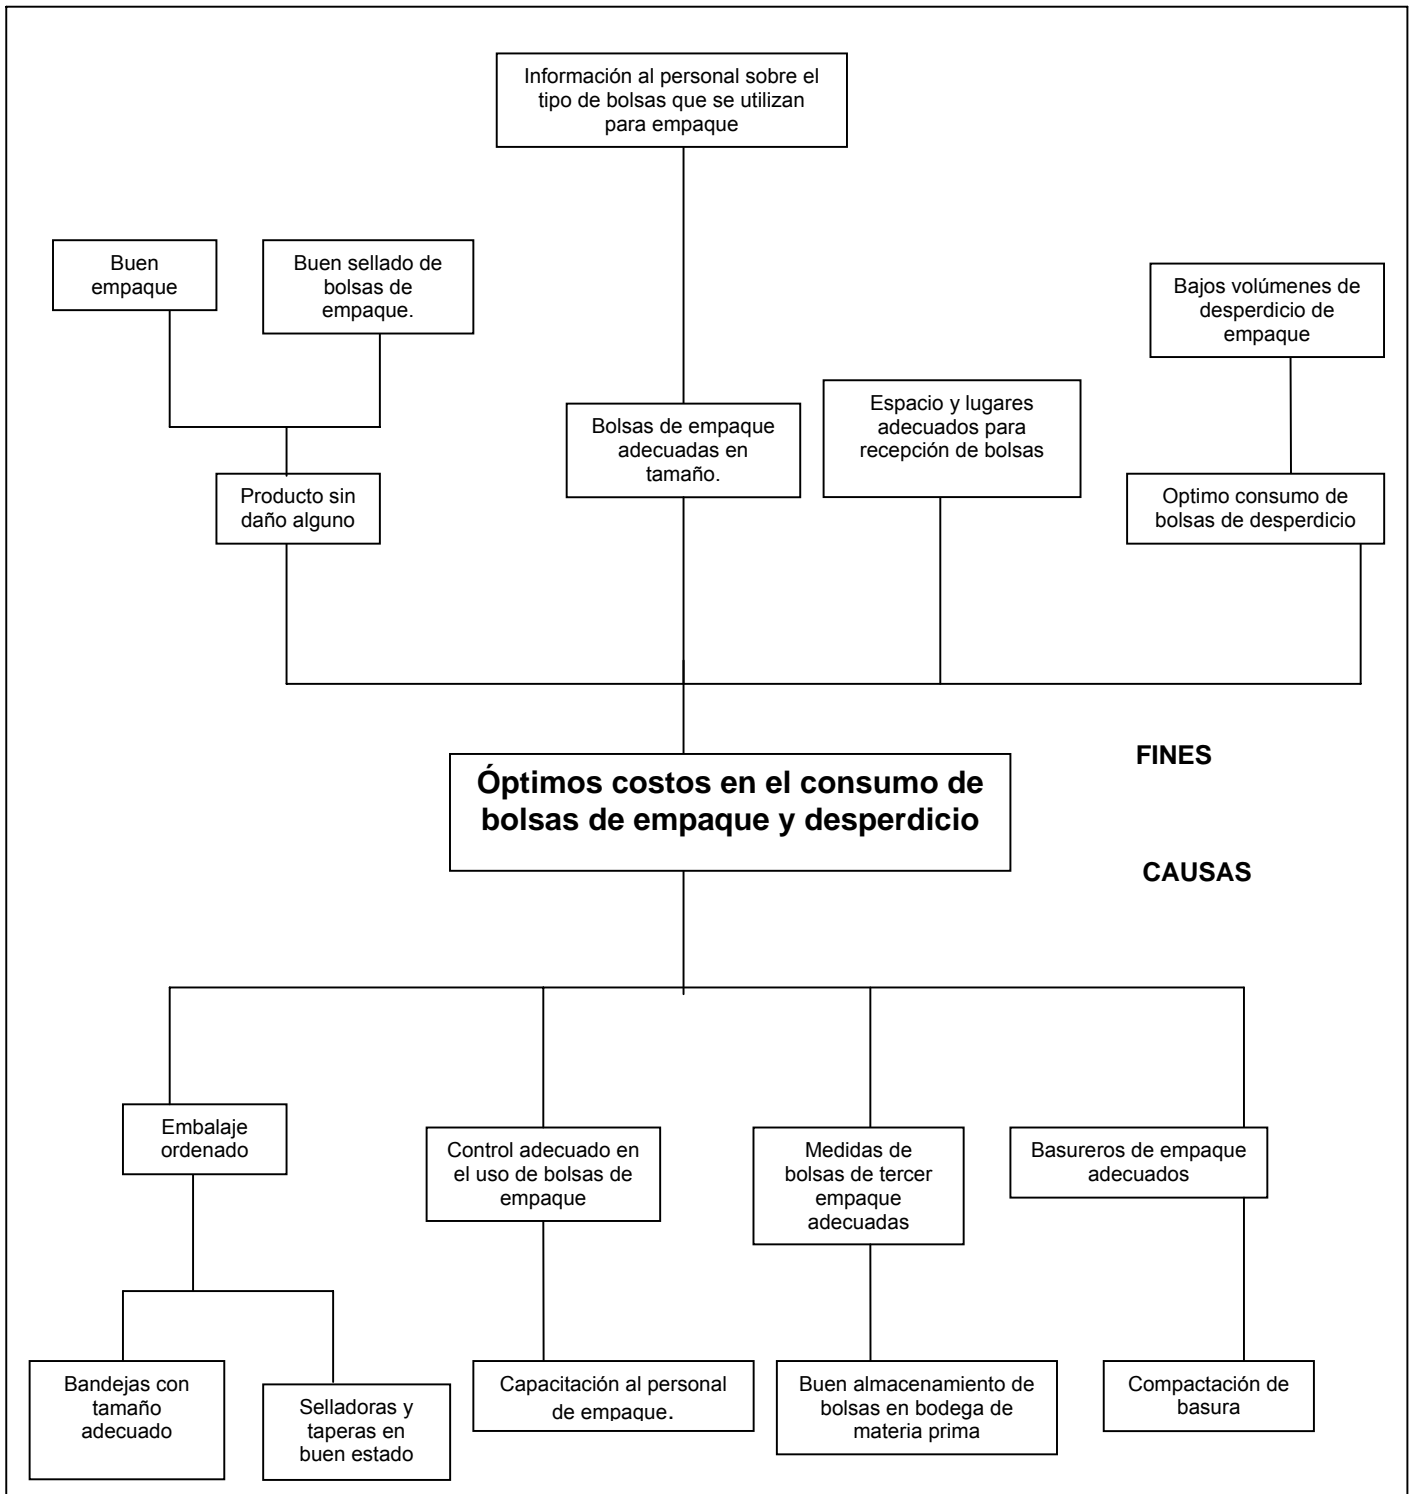 Información al personal sobre el
tipo de bolsas que se utilizan
para empaque
Buen
empaque
Buen sellado de
bolsas de
empaque.
Bajos volúmenes de
desperdicio de
empaque
Bolsas de empaque
adecuadas en
tamaño.
Espacio y lugares
adecuados para
recepción de bolsas
Producto sin
daño alguno
Optimo consumo de
bolsas de desperdicio
FINES
Óptimos costos en el consumo de
bolsas de empaque y desperdicio
CAUSAS
Embalaje
ordenado
Control adecuado en
el uso de bolsas de
empaque
Medidas de
bolsas de tercer
empaque
adecuadas
Basureros de empaque
adecuados
Bandejas con
tamaño
adecuado
Selladoras y
taperas en
buen estado
Capacitación al personal
de empaque.
Buen almacenamiento de
bolsas en bodega de
materia prima
Compactación de
basura